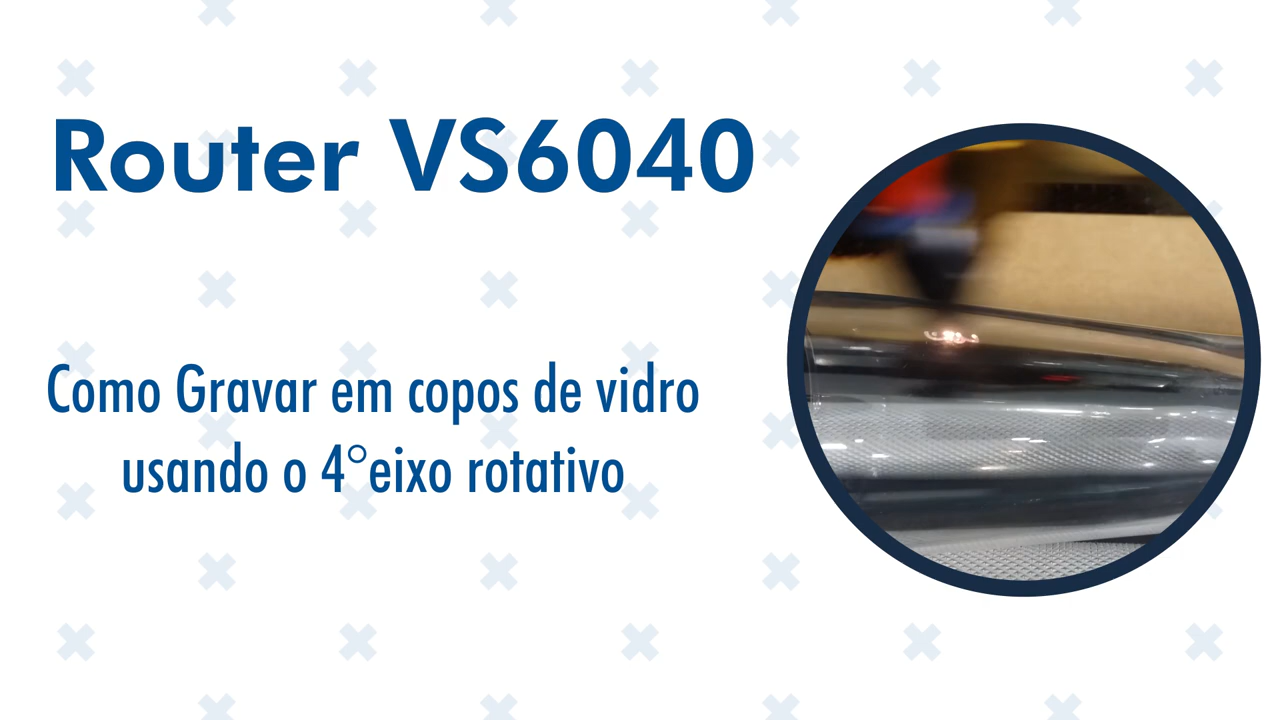 Router VS6040
Como Gravar em copos de vidro
usando o 4°eixo rotativo